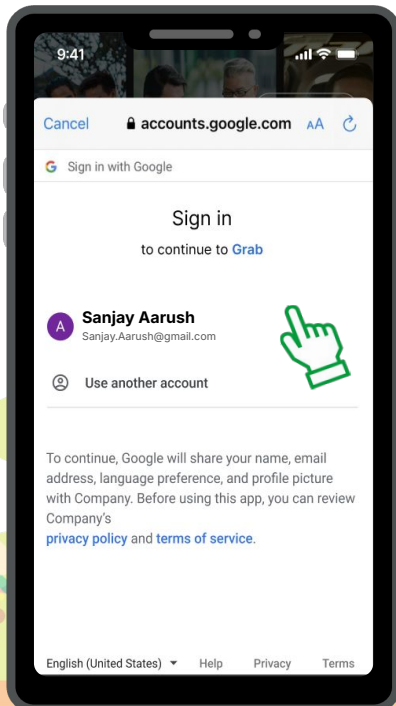 9:41
Cancel accounts.google.com AA
G Sign in with Google
Sign in
to continue to Grab
A Sanjay Aarush
Sanjay.Aarush@gmail.com
Use another account
To continue, Google will share your name, email
address, language preference, and profile picture
with Company. Before using this app, you can review
Company's
privacy policy and terms of service.
English (United States) Help Privacy Terms